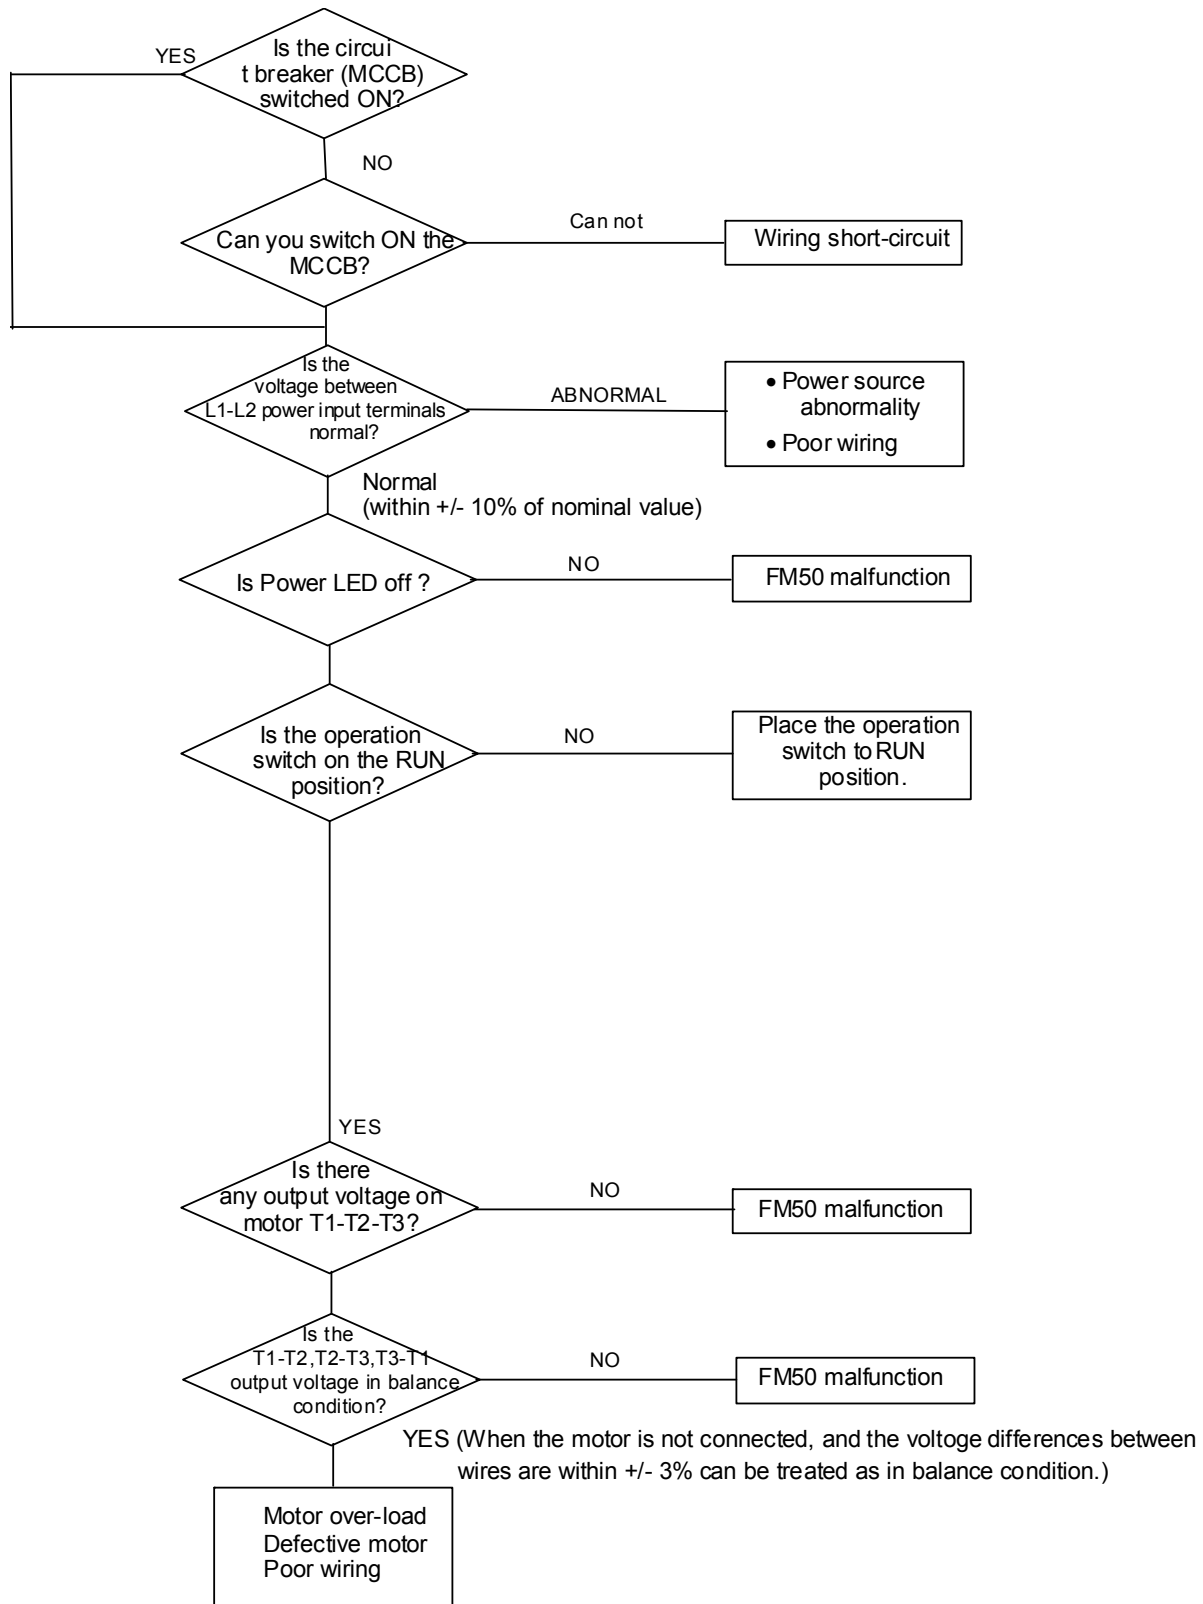 YES
Is the circui
t breaker (MCCB)
switched ON?
NO
Can you switch ON the
MCCB?
Can not
Wiring short-circuit
Is the
voltage between
L1-L2 power input terminals
normal?
ABNORMAL
• Power source
abnormality
• Poor wiring
Normal
(within +/- 10% of nominal value)
Is Power LED off ?
NO
FM50 malfunction
Is the operation
switch on the RUN
position?
NO
Place the operation
switch to RUN
position.
YES
Is there
any output voltage on
motor T1-T2-T3?
NO
FM50 malfunction
Is the
T1-T2,T2-T3,T3-T1
output voltage in balance
condition?
NO
FM50 malfunction
YES (When the motor is not connected, and the voltoge differences between
wires are within +/- 3% can be treated as in balance condition.)
Motor over-load
Defective motor
Poor wiring